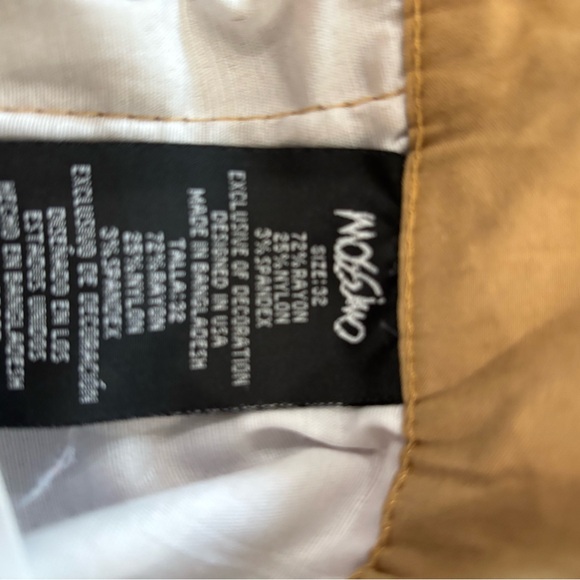 MOSSIMO
SIZE:32
72% RAYON
25% NYLON
3% SPANDEX
EXCLUSIVE OF DECORATION
DESIGNED IN USA
MADE IN BANGLADESH
TALLA:32
72% RAYON
25% NYLON
3% SPANDEX
EXCLUSIVO DE DECORACIÓN
DISEÑADO EN LOS
ESTADOS UNIDOS
HECHO EN BANGLADESH